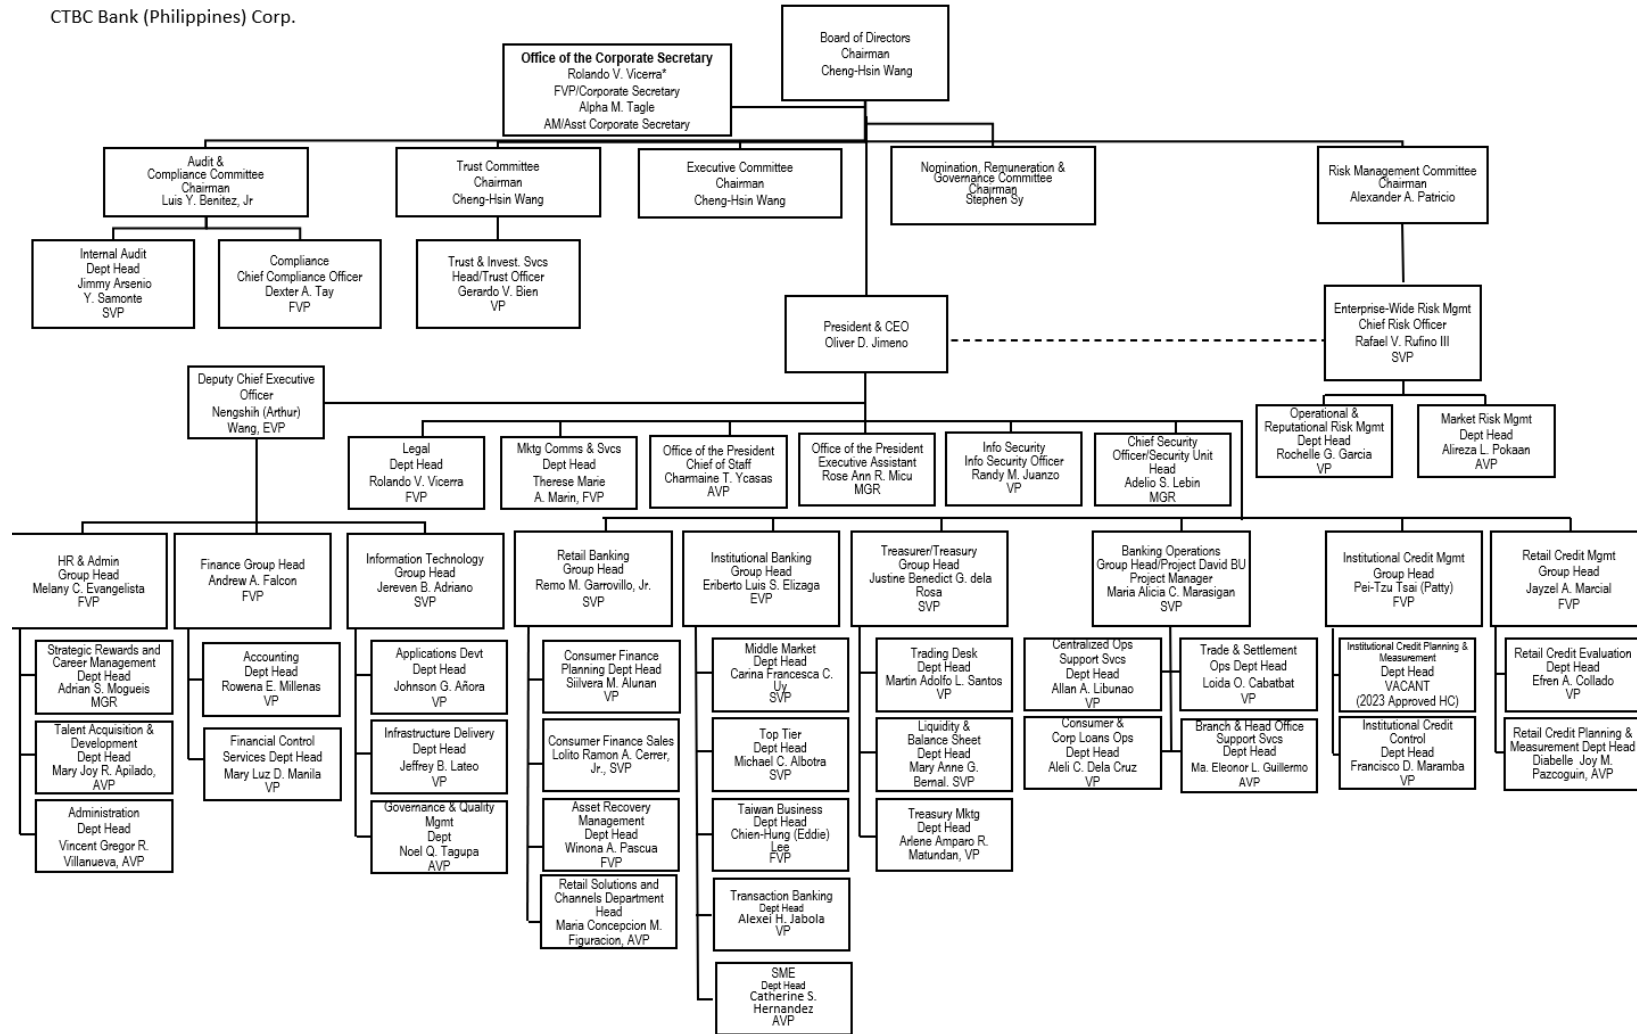 CTBC Bank (Philippines) Corp.
Board of Directors
Chairman
Cheng-Hsin Wang
Office of the Corporate Secretary
Rolando V. Vicerra*
FVP/Corporate Secretary
Alpha M. Tagle
AM/Asst Corporate Secretary
Audit &
Compliance Committee
Chairman
Luis Y. Benitez, Jr
Trust Committee
Chairman
Cheng-Hsin Wang
Executive Committee
Chairman
Cheng-Hsin Wang
Nomination, Remuneration &
Governance Committee
Chairman
Stephen Sy
Risk Management Committee
Chairman
Alexander A. Patricio
Internal Audit
Dept Head
Jimmy Arsenio
Y. Samonte
SVP
Compliance
Chief Compliance Officer
Dexter A. Tay
FVP
Trust & Invest. Svcs
Head/Trust Officer
Gerardo V. Bien
VP
President & CEO
Oliver D. Jimeno
Enterprise-Wide Risk Mgmt
Chief Risk Officer
Rafael V. Rufino III
SVP
Deputy Chief Executive
Officer
Nengshih (Arthur)
Wang, EVP
Operational &
Reputational Risk Mgmt
Dept Head
Rochelle G. Garcia
VP
Market Risk Mgmt
Dept Head
Alireza L. Pokaan
AVP
Legal
Dept Head
Rolando V. Vicerra
FVP
Mktg Comms & Svcs
Dept Head
Therese Marie
A. Marin, FVP
Office of the President
Chief of Staff
Charmaine T. Ycasas
AVP
Office of the President
Executive Assistant
Rose Ann R. Micu
MGR
Info Security
Info Security Officer
Randy M. Juanzo
VP
Chief Security
Officer/Security Unit
Head
Adelio S. Lebin
MGR
HR & Admin
Group Head
Melany C. Evangelista
FVP
Finance Group Head
Andrew A. Falcon
FVP
Information Technology
Group Head
Jereven B. Adriano
SVP
Retail Banking
Group Head
Remo M. Garrovillo, Jr.
SVP
Institutional Banking
Group Head
Eriberto Luis S. Elizaga
EVP
Treasurer/Treasury
Group Head
Justine Benedict G. dela
Rosa
SVP
Banking Operations
Group Head/Project David BU
Project Manager
Maria Alicia C. Marasigan
SVP
Institutional Credit Mgmt
Group Head
Pei-Tzu Tsai (Patty)
FVP
Retail Credit Mgmt
Group Head
Jayzel A. Marcial
FVP
Strategic Rewards and
Career Management
Dept Head
Adrian S. Mogueis
MGR
Talent Acquisition &
Development
Dept Head
Mary Joy R. Apilado,
AVP
Administration
Dept Head
Vincent Gregor R.
Villanueva, AVP
Accounting
Dept Head
Rowena E. Millenas
VP
Financial Control
Services Dept Head
Mary Luz D. Manila
VP
Applications Devt
Dept Head
Johnson G. Añora
VP
Infrastructure Delivery
Dept Head
Jeffrey B. Lateo
VP
Governance & Quality
Mgmt
Dept
Noel Q. Tagupa
AVP
Consumer Finance
Planning Dept Head
Siilvera M. Alunan
VP
Consumer Finance Sales
Lolito Ramon A. Cerrer,
Jr., SVP
Asset Recovery
Management
Dept Head
Winona A. Pascua
FVP
Retail Solutions and
Channels Department
Head
Maria Concepcion M.
Figuracion, AVP
Middle Market
Dept Head
Carina Francesca C.
Uy
SVP
Top Tier
Dept Head
Michael C. Albotra
SVP
Taiwan Business
Dept Head
Chien-Hung (Eddie)
Lee
FVP
Transaction Banking
Dept Head
Alexei H. Jabola
VP
SME
Dept Head
Catherine S.
Hernandez
AVP
Trading Desk
Dept Head
Martin Adolfo L. Santos
VP
Liquidity &
Balance Sheet
Dept Head
Mary Anne G.
Bernal. SVP
Treasury Mktg
Dept Head
Arlene Amparo R.
Matundan, VP
Centralized Ops
Support Svcs
Dept Head
Allan A. Libunao
VP
Consumer &
Corp Loans Ops
Dept Head
Aleli C. Dela Cruz
VP
Trade & Settlement
Ops Dept Head
Loida O. Cabatbat
VP
Branch & Head Office
Support Svcs
Dept Head
Ma. Eleonor L. Guillermo
AVP
Institutional Credit Planning &
Measurement
Dept Head
VACANT
(2023 Approved HC)
Institutional Credit
Control
Dept Head
Francisco D. Maramba
VP
Retail Credit Evaluation
Dept Head
Efren A. Collado
VP
Retail Credit Planning &
Measurement Dept Head
Diabelle Joy M.
Pazcoguin, AVP